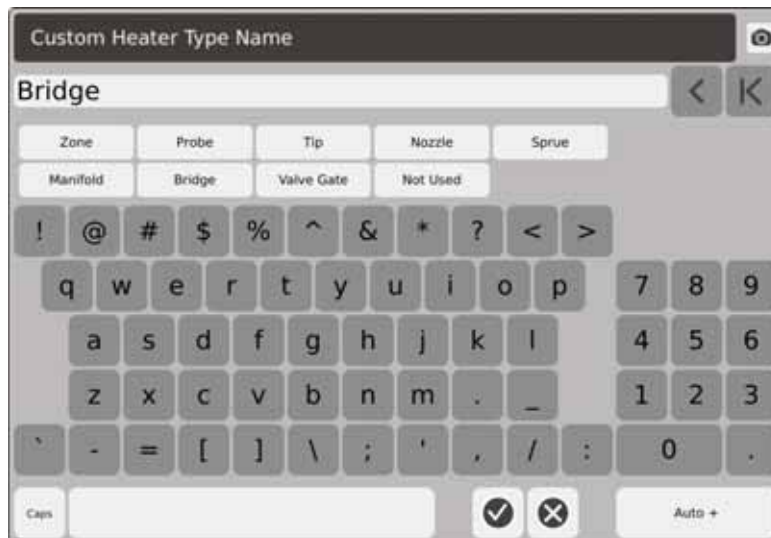 Custom Heater Type Name
Bridge
Zone Probe Tip Nozzle Sprue
Manifold Bridge Valve Gate Not Used
! @ # $ % ^ & * ? < >
q w e r t y u i o p 7 8 9
a s d f g h j k l 4 5 6
z x c v b n m . _ 1 2 3
` - = [ ] \ ; ' , / : 0 .
Caps Auto +